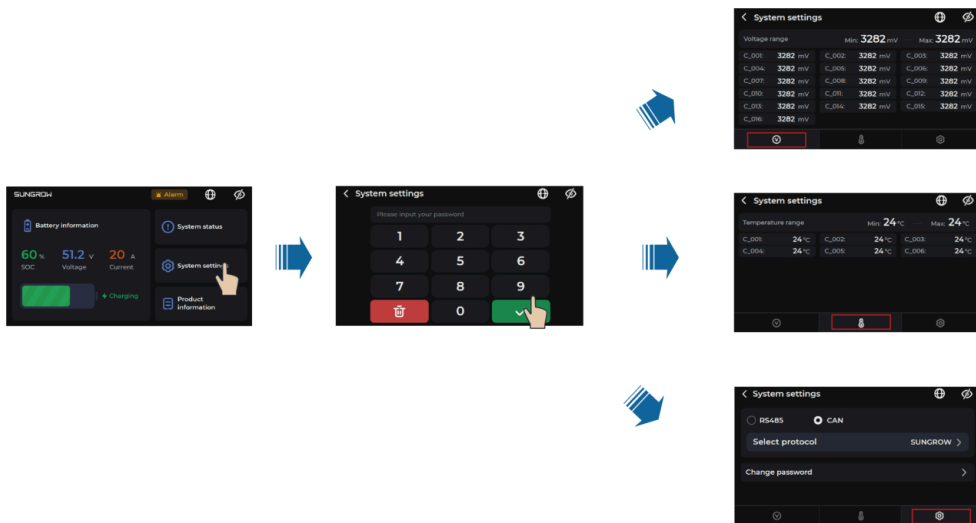 SUNGROW
Alarm
Battery information
60 %
51.2 V
20 A
SOC
Voltage
Current
Charging
System status
System settings
Product
information
System settings
Please input your password
1 2 3
4 5 6
7 8 9
0
System settings
Voltage range Min: 3282 mV Max: 3282 mV
C_001: 3282 mV C_002: 3282 mV C_003: 3282 mV
C_004: 3282 mV C_005: 3282 mV C_006: 3282 mV
C_007: 3282 mV C_008: 3282 mV C_009: 3282 mV
C_010: 3282 mV C_011: 3282 mV C_012: 3282 mV
C_013: 3282 mV C_014: 3282 mV C_015: 3282 mV
C_016: 3282 mV
System settings
Temperature range Min: 24 °C Max: 24 °C
C_001: 24 °C C_002: 24 °C C_003: 24 °C
C_004: 24 °C C_005: 24 °C C_006: 24 °C
System settings
RS485 CAN
Select protocol SUNGROW
Change password